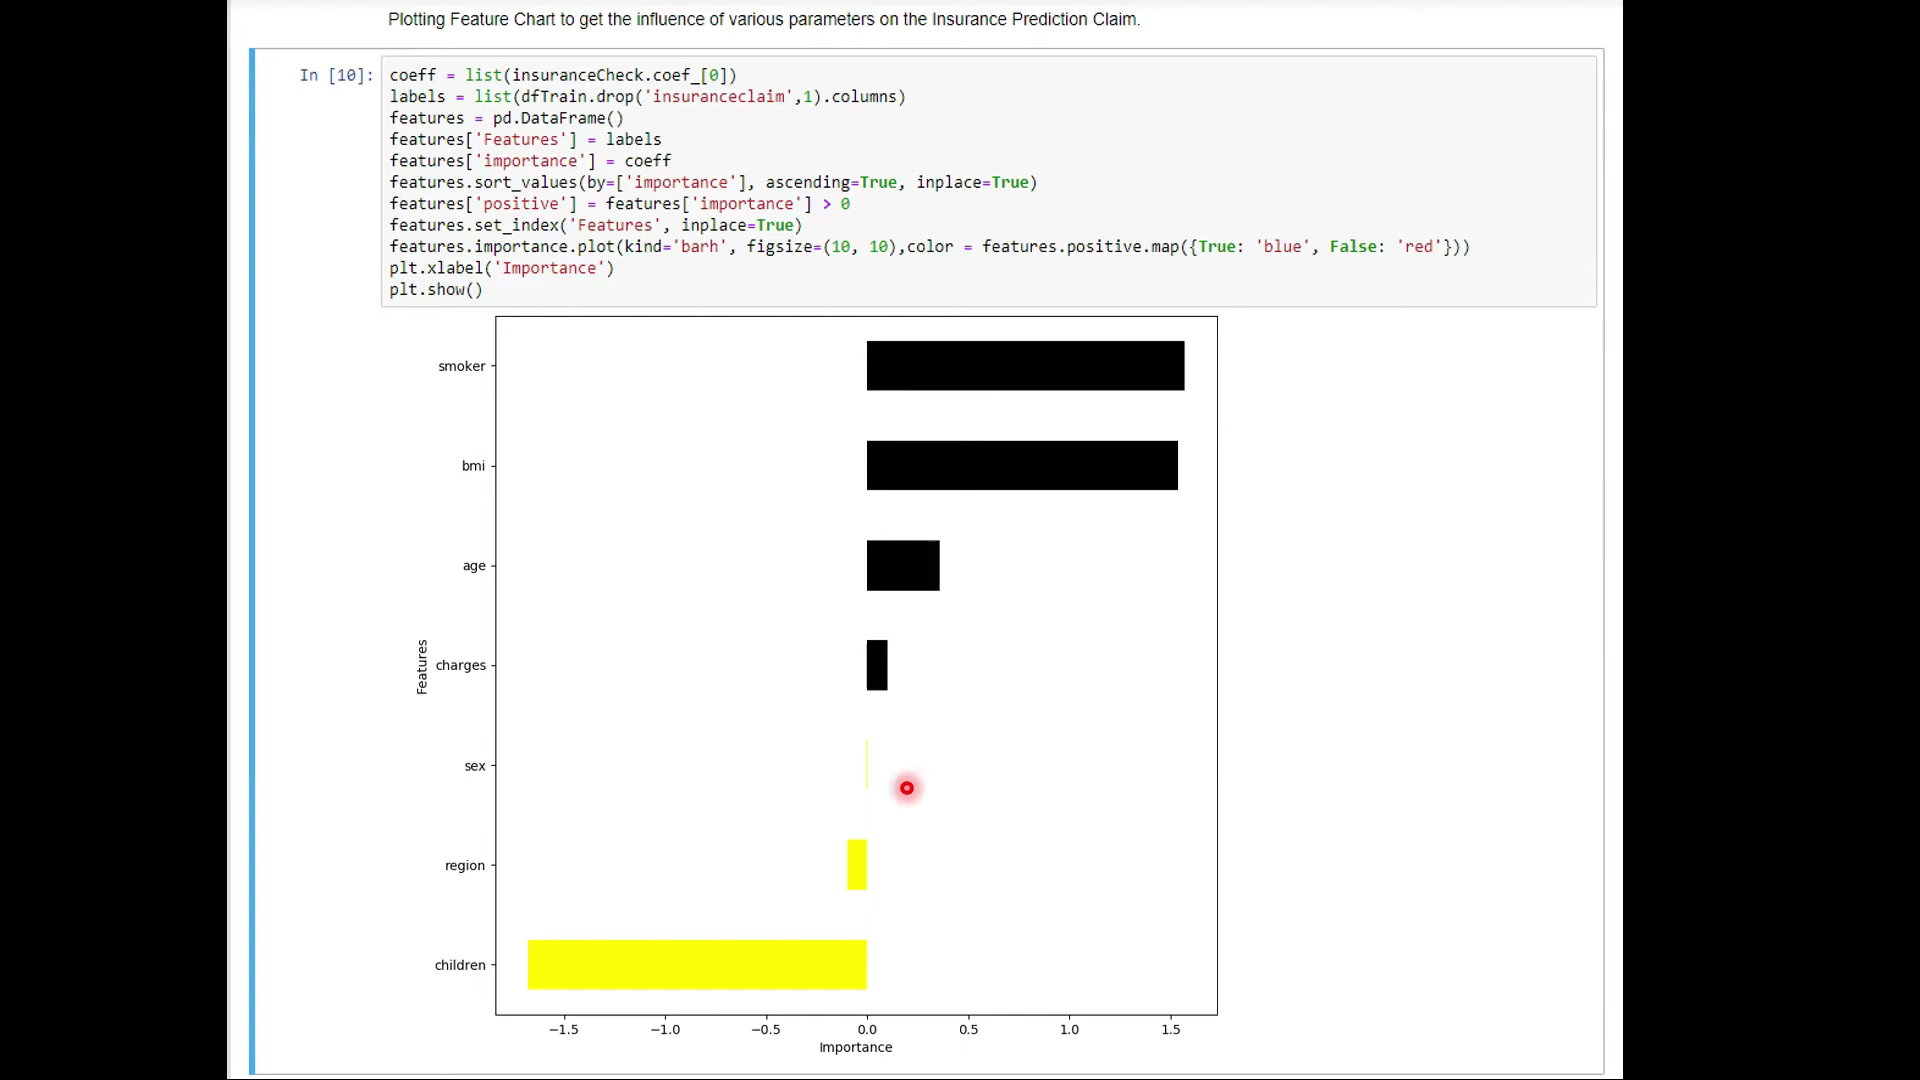 Plotting Feature Chart to get the influence of various parameters on the Insurance Prediction Claim.
In [10]:
coeff = list(insuranceCheck.coef_[0])
labels = list(dfTrain.drop('insuranceclaim',1).columns)
features = pd.DataFrame()
features['Features'] = labels
features['importance'] = coeff
features.sort_values(by=['importance'], ascending=True, inplace=True)
features['positive'] = features['importance'] > 0
features.set_index('Features', inplace=True)
features.importance.plot(kind='barh', figsize=(10, 10),color = features.positive.map({True: 'blue', False: 'red'}))
plt.xlabel('Importance')
plt.show()
smoker
bmi
age
charges
sex
region
children
Features
−1.5 −1.0 −0.5 0.0 0.5 1.0 1.5
Importance